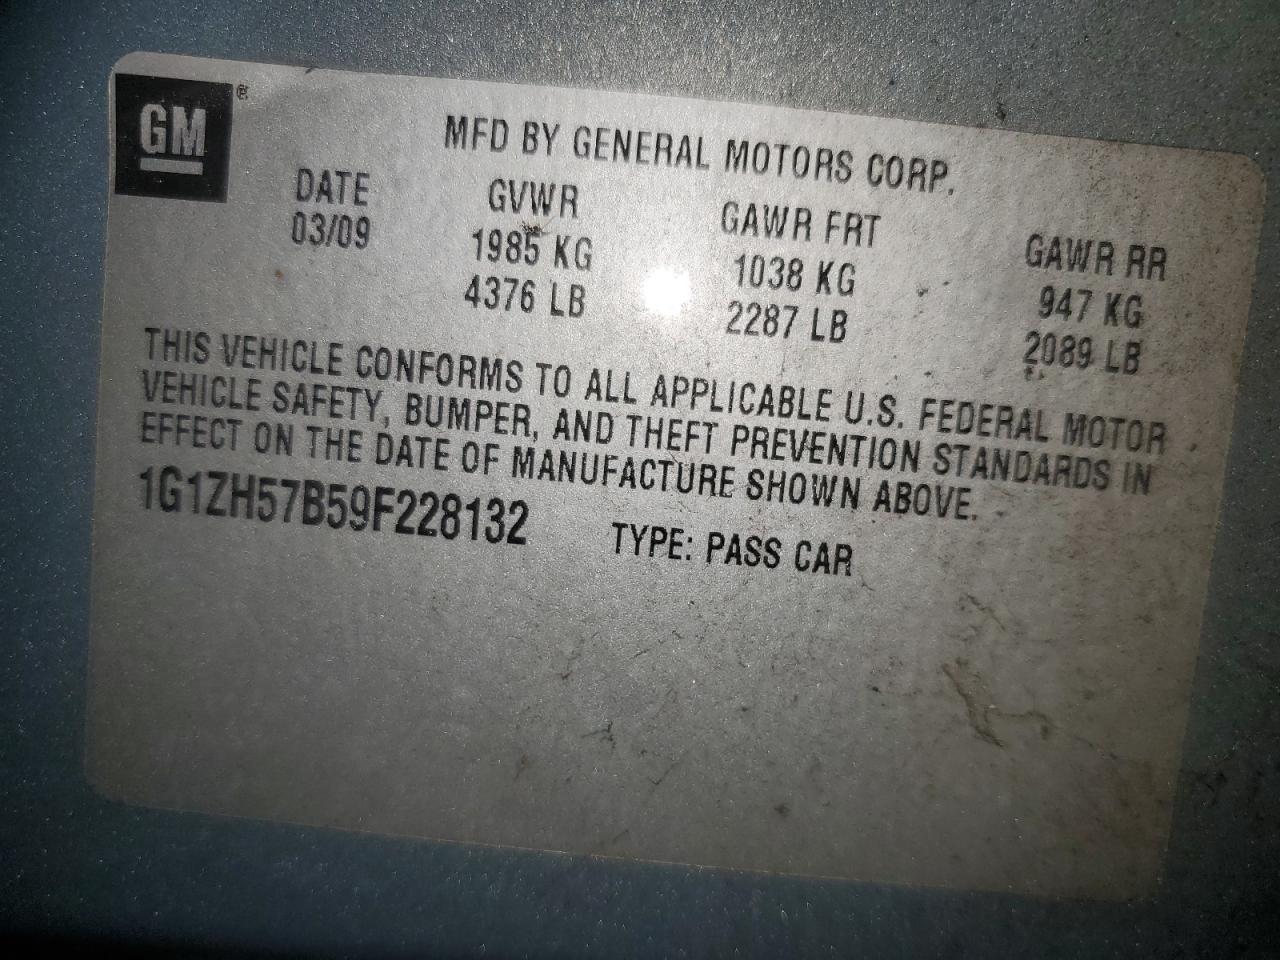 GM ®
MFD BY GENERAL MOTORS CORP.
DATE GVWR GAWR FRT GAWR RR
03/09 1985 KG 1038 KG 947 KG
4376 LB 2287 LB 2089 LB
THIS VEHICLE CONFORMS TO ALL APPLICABLE U.S. FEDERAL MOTOR
VEHICLE SAFETY, BUMPER, AND THEFT PREVENTION STANDARDS IN
EFFECT ON THE DATE OF MANUFACTURE SHOWN ABOVE.
1G1ZH57B59F228132 TYPE: PASS CAR